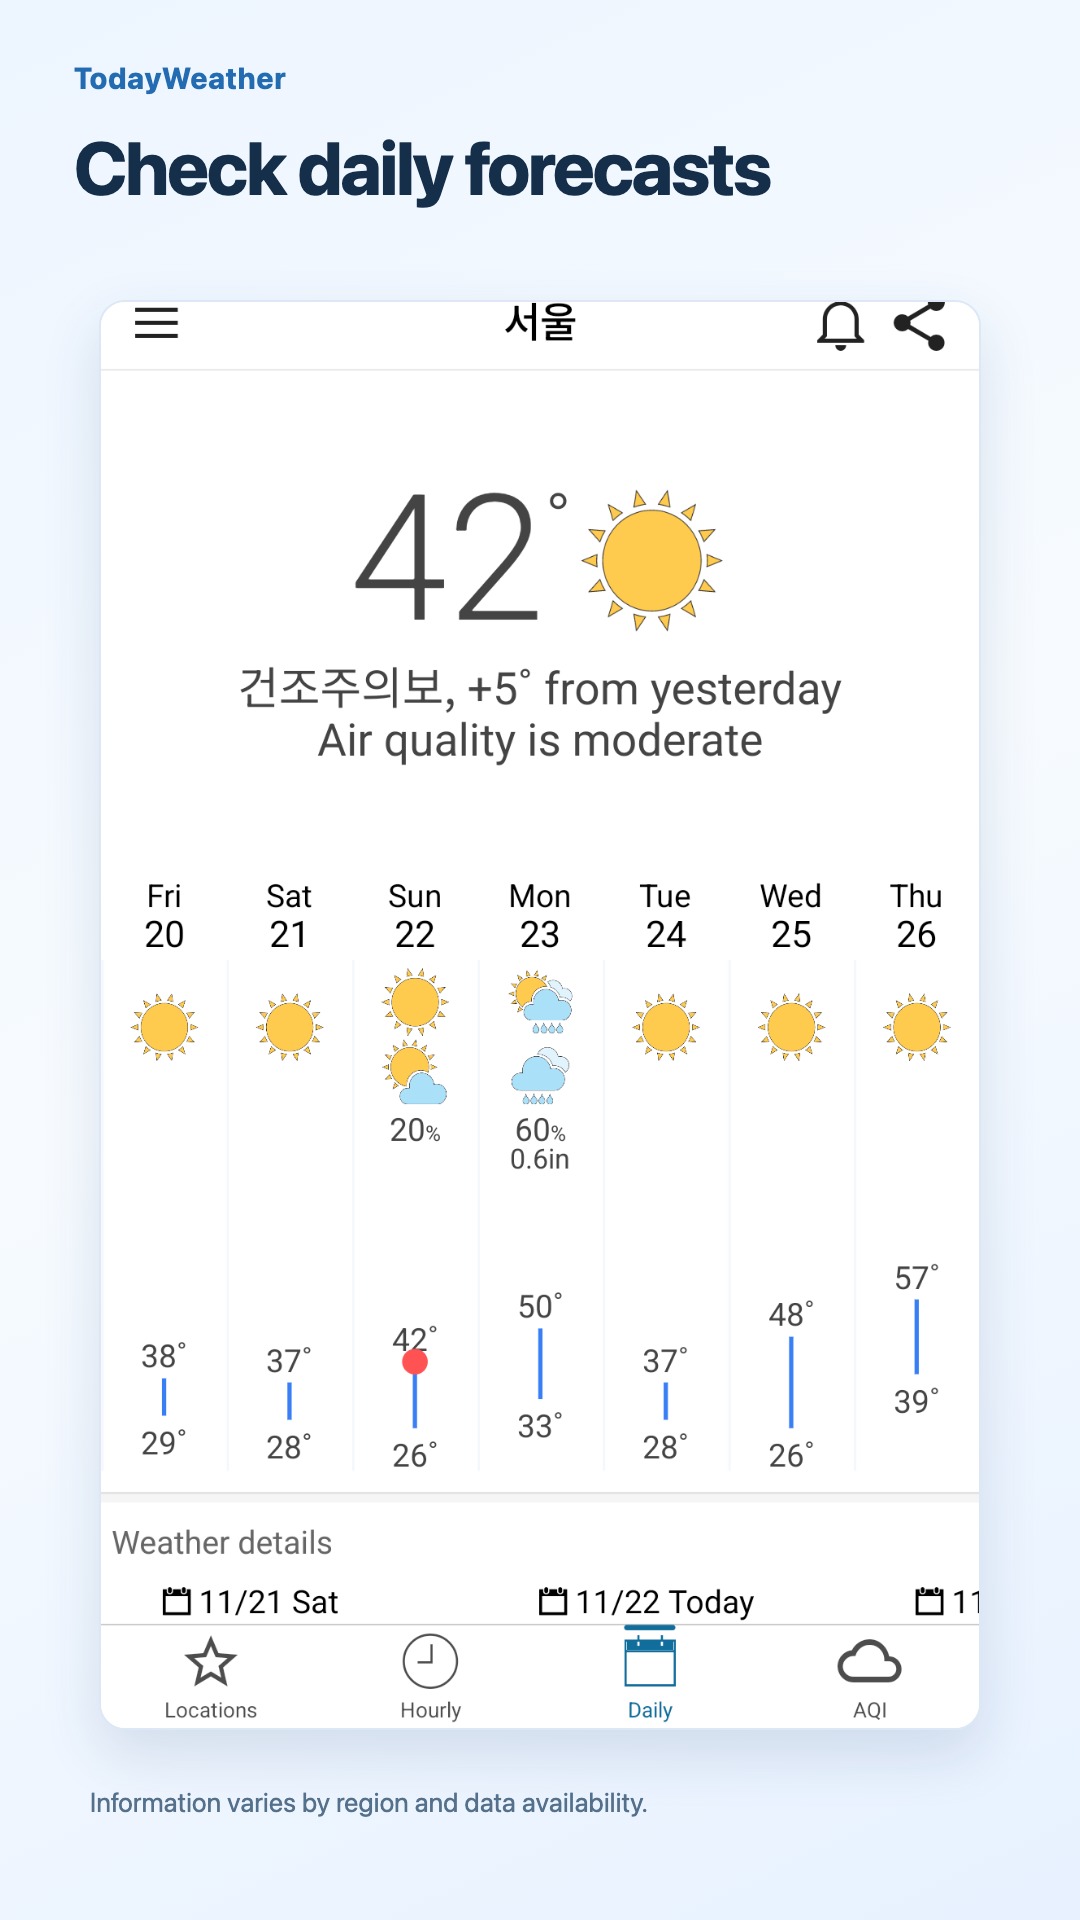 TodayWeather
Check daily forecasts
서울
42°
건조주의보, +5° from yesterday
Air quality is moderate
Fri Sat Sun Mon Tue Wed Thu
20 21 22 23 24 25 26
20% 60%
0.6in
57°
50°
48°
42°
38° 37° 37°
39°
33°
29° 28° 26° 28° 26°
Weather details
11/21 Sat 11/22 Today 11
Locations Hourly Daily AQI
Information varies by region and data availability.